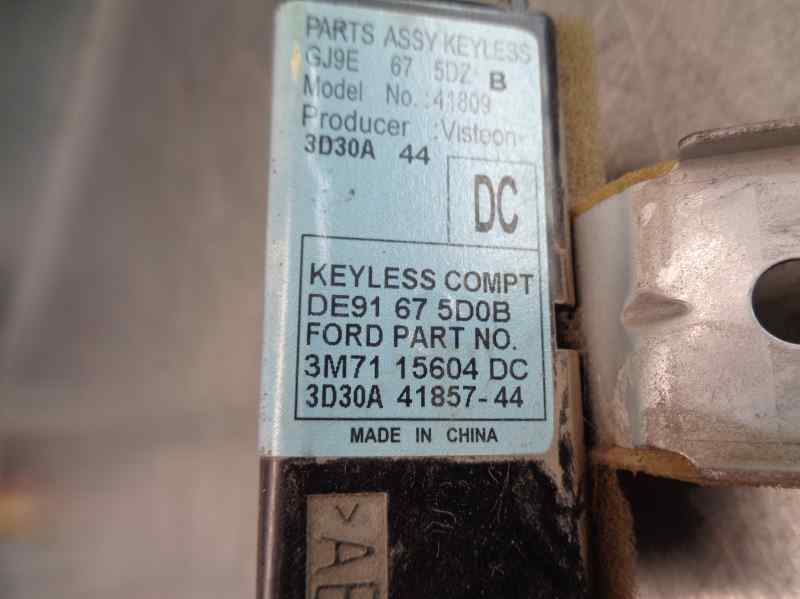 PARTS ASSY KEYLESS
GJ9E 67 5DZ B
Model No.:41809
Producer :Visteon
3D30A 44
DC
KEYLESS COMPT
DE91 67 5D0B
FORD PART NO.
3M71 15604 DC
3D30A 41857-44
MADE IN CHINA